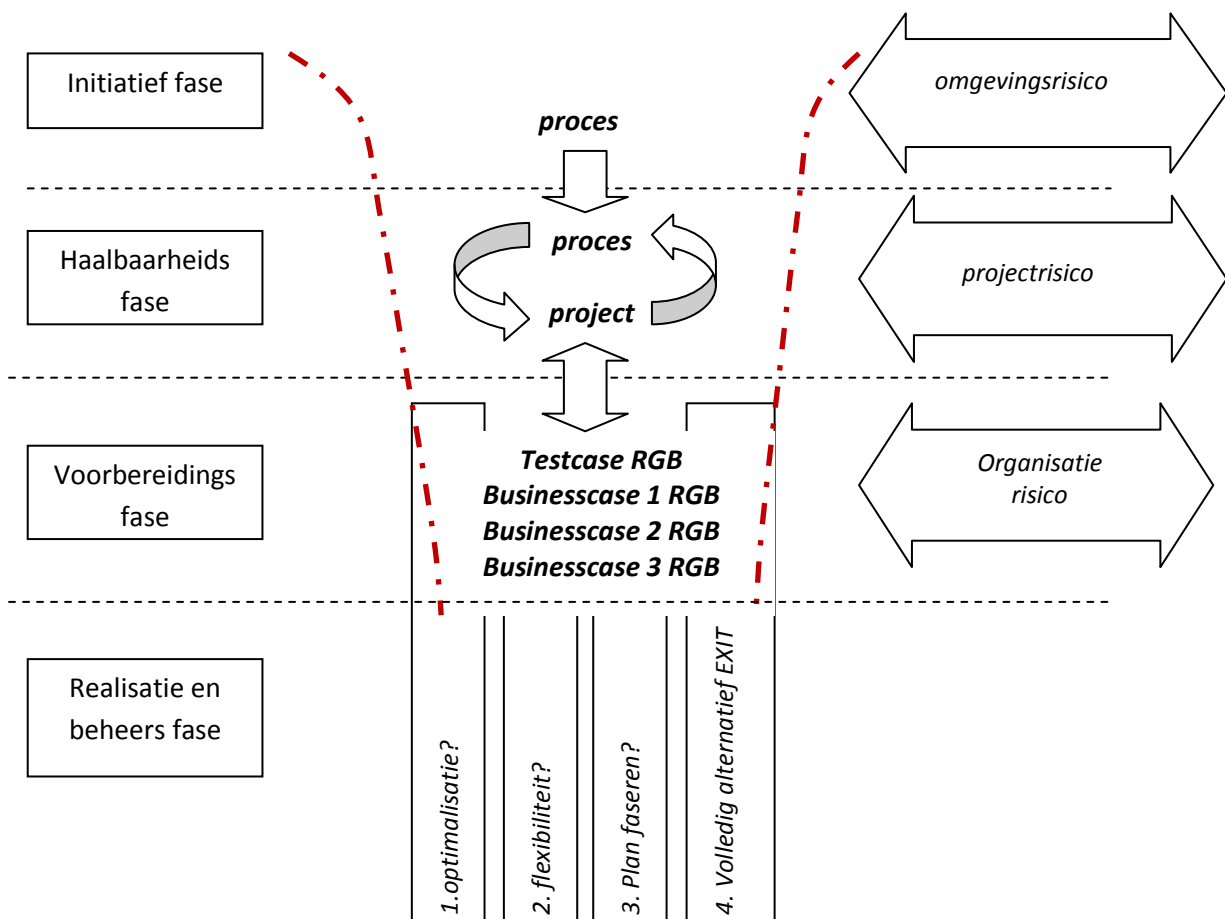 Initiatief fase
omgevingsrisico
proces
Haalbaarheids
fase
proces
project
projectrisico
Voorbereidings
fase
Testcase RGB
Businesscase 1 RGB
Businesscase 2 RGB
Businesscase 3 RGB
Organisatie
risico
Realisatie en
beheers fase
1.optimalisatie?
2. flexibiliteit?
3. Plan faseren?
4. Volledig alternatief EXIT